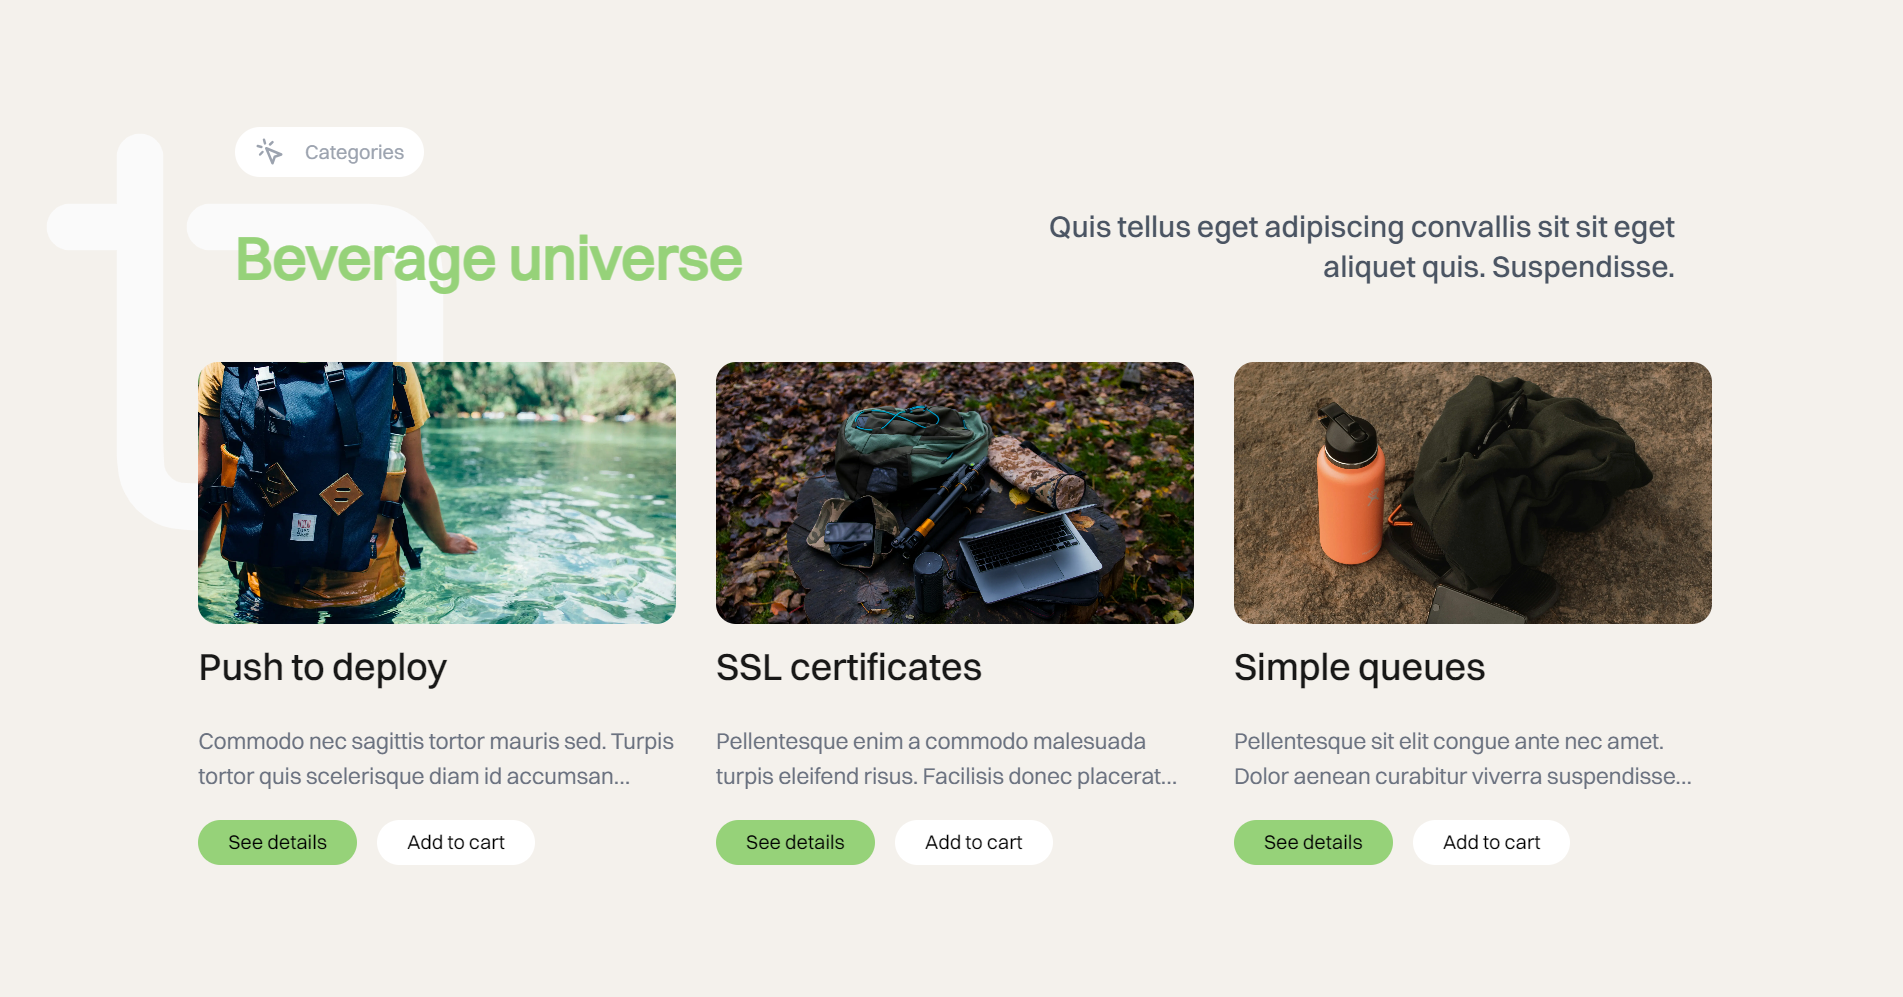 Categories
Beverage universe
Quis tellus eget adipiscing convallis sit sit eget
aliquet quis. Suspendisse.
Push to deploy
Commodo nec sagittis tortor mauris sed. Turpis
tortor quis scelerisque diam id accumsan...
See details
Add to cart
SSL certificates
Pellentesque enim a commodo malesuada
turpis eleifend risus. Facilisis donec placerat...
See details
Add to cart
Simple queues
Pellentesque sit elit congue ante nec amet.
Dolor aenean curabitur viverra suspendisse...
See details
Add to cart